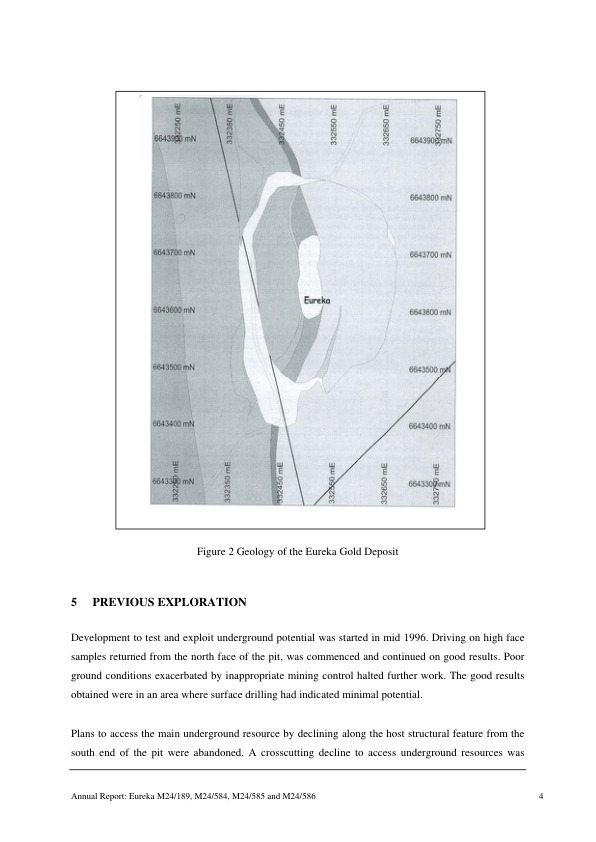 332250 mE
332350 mE
332450 mE
332550 mE
332650 mE
332750 mE
6643900 mN
6643900 mN
6643800 mN
6643800 mN
6643700 mN
6643700 mN
Eureka
6643600 mN
6643600 mN
6643500 mN
6643500 mN
6643400 mN
6643400 mN
6643300 mN
6643300 mN
332250 mE
332350 mE
332450 mE
332550 mE
332650 mE
332750 mE
Figure 2 Geology of the Eureka Gold Deposit
5 PREVIOUS EXPLORATION
Development to test and exploit underground potential was started in mid 1996. Driving on high face
samples returned from the north face of the pit, was commenced and continued on good results. Poor
ground conditions exacerbated by inappropriate mining control halted further work. The good results
obtained were in an area where surface drilling had indicated minimal potential.
Plans to access the main underground resource by declining along the host structural feature from the
south end of the pit were abandoned. A crosscutting decline to access underground resources was
Annual Report: Eureka M24/189, M24/584, M24/585 and M24/586
4